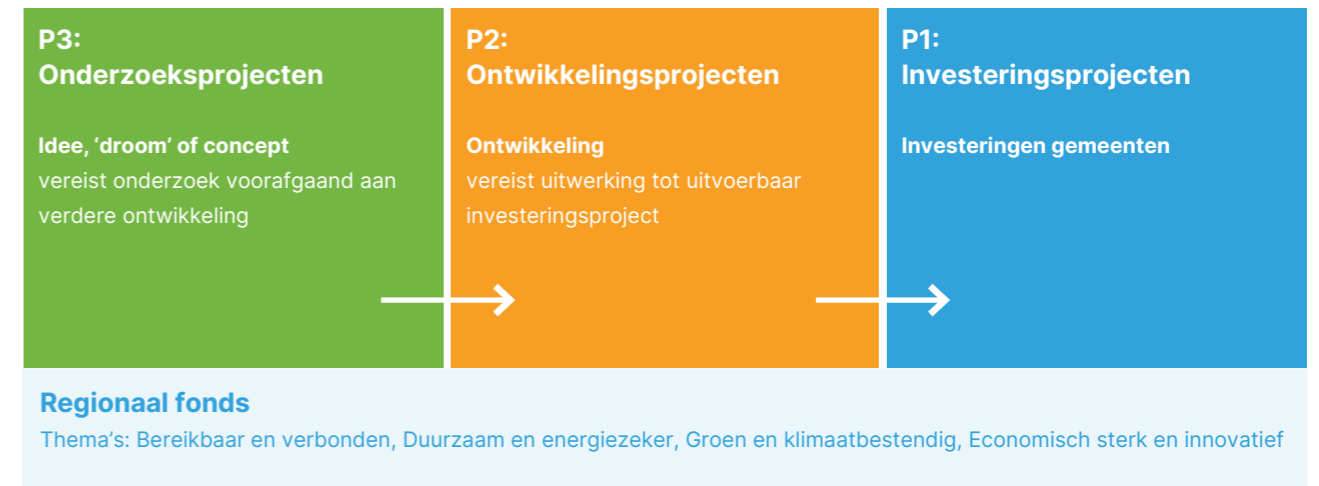 P3:
Onderzoeksprojecten
Idee, ‘droom’ of concept
vereist onderzoek voorafgaand aan
verdere ontwikkeling
P2:
Ontwikkelingsprojecten
Ontwikkeling
vereist uitwerking tot uitvoerbaar
investeringsproject
P1:
Investeringsprojecten
Investeringen gemeenten
Regionaal fonds
Thema’s: Bereikbaar en verbonden, Duurzaam en energiezeker, Groen en klimaatbestendig, Economisch sterk en innovatief